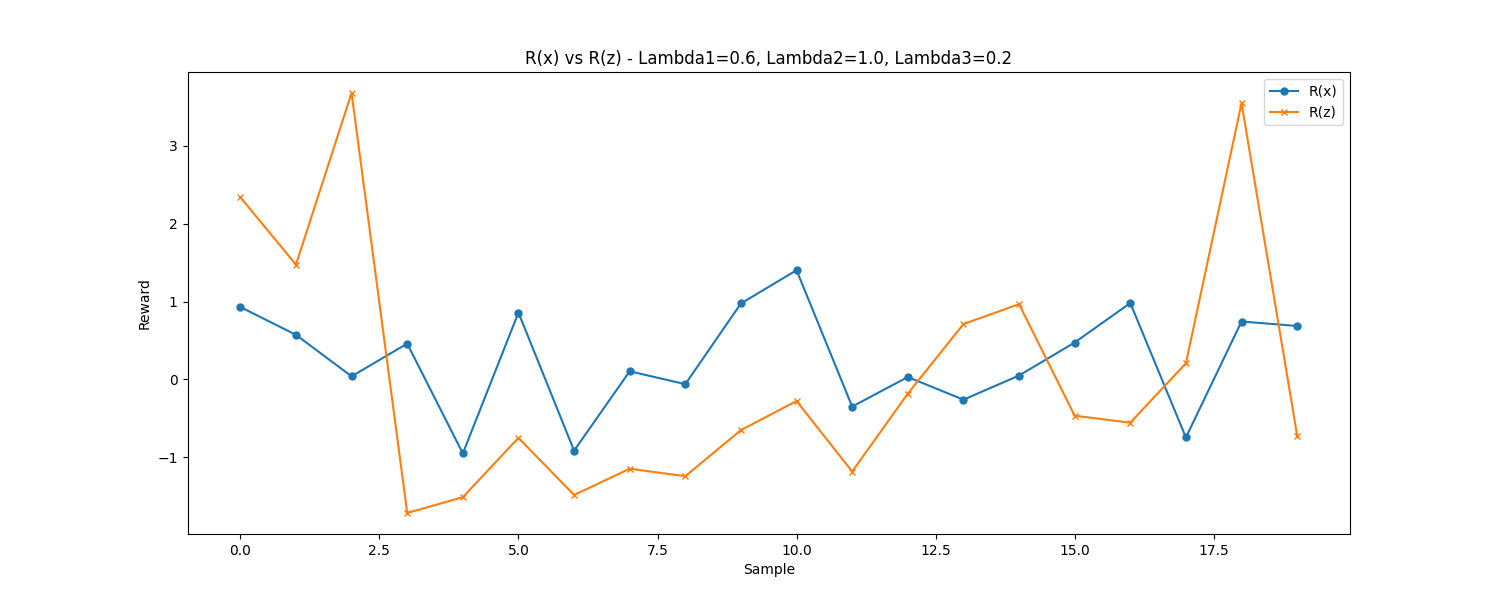 R(x) vs R(z) - Lambda1=0.6, Lambda2=1.0, Lambda3=0.2
R(x)
R(z)
3
2
1
0
−1
Reward
0.0 2.5 5.0 7.5 10.0 12.5 15.0 17.5
Sample